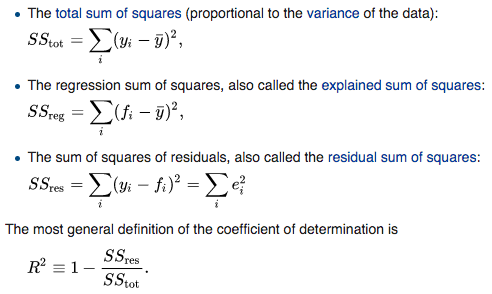 • The total sum of squares (proportional to the variance of the data):
SS_tot = ∑_i (y_i − ȳ)²,
• The regression sum of squares, also called the explained sum of squares:
SS_reg = ∑_i (f_i − ȳ)²,
• The sum of squares of residuals, also called the residual sum of squares:
SS_res = ∑_i (y_i − f_i)² = ∑_i e_i²
The most general definition of the coefficient of determination is
R² ≡ 1 − SS_res / SS_tot .